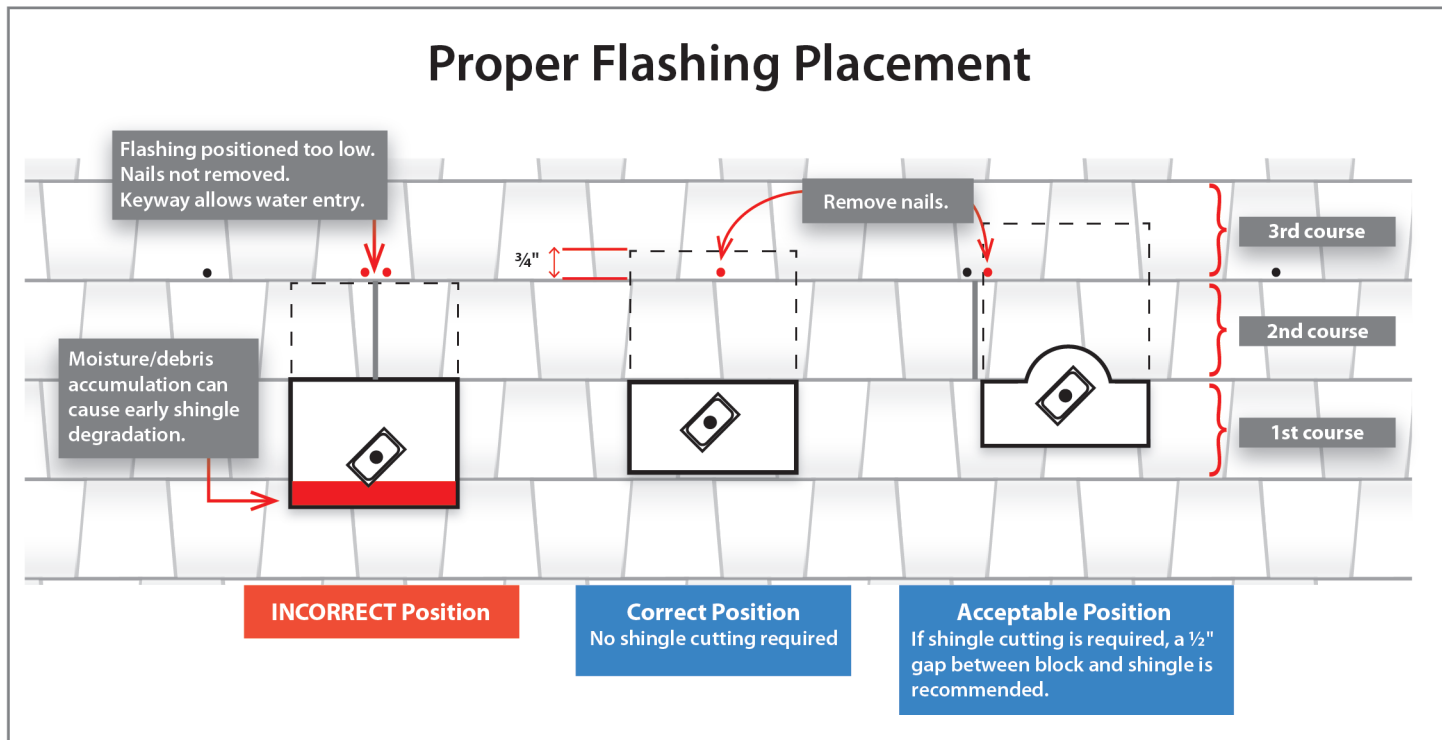 Proper Flashing Placement
Flashing positioned too low.
Nails not removed.
Keyway allows water entry.
Remove nails.
3rd course
¾"
2nd course
Moisture/debris
accumulation can
cause early shingle
degradation.
1st course
INCORRECT Position
Correct Position
No shingle cutting required
Acceptable Position
If shingle cutting is required, a ½"
gap between block and shingle is
recommended.